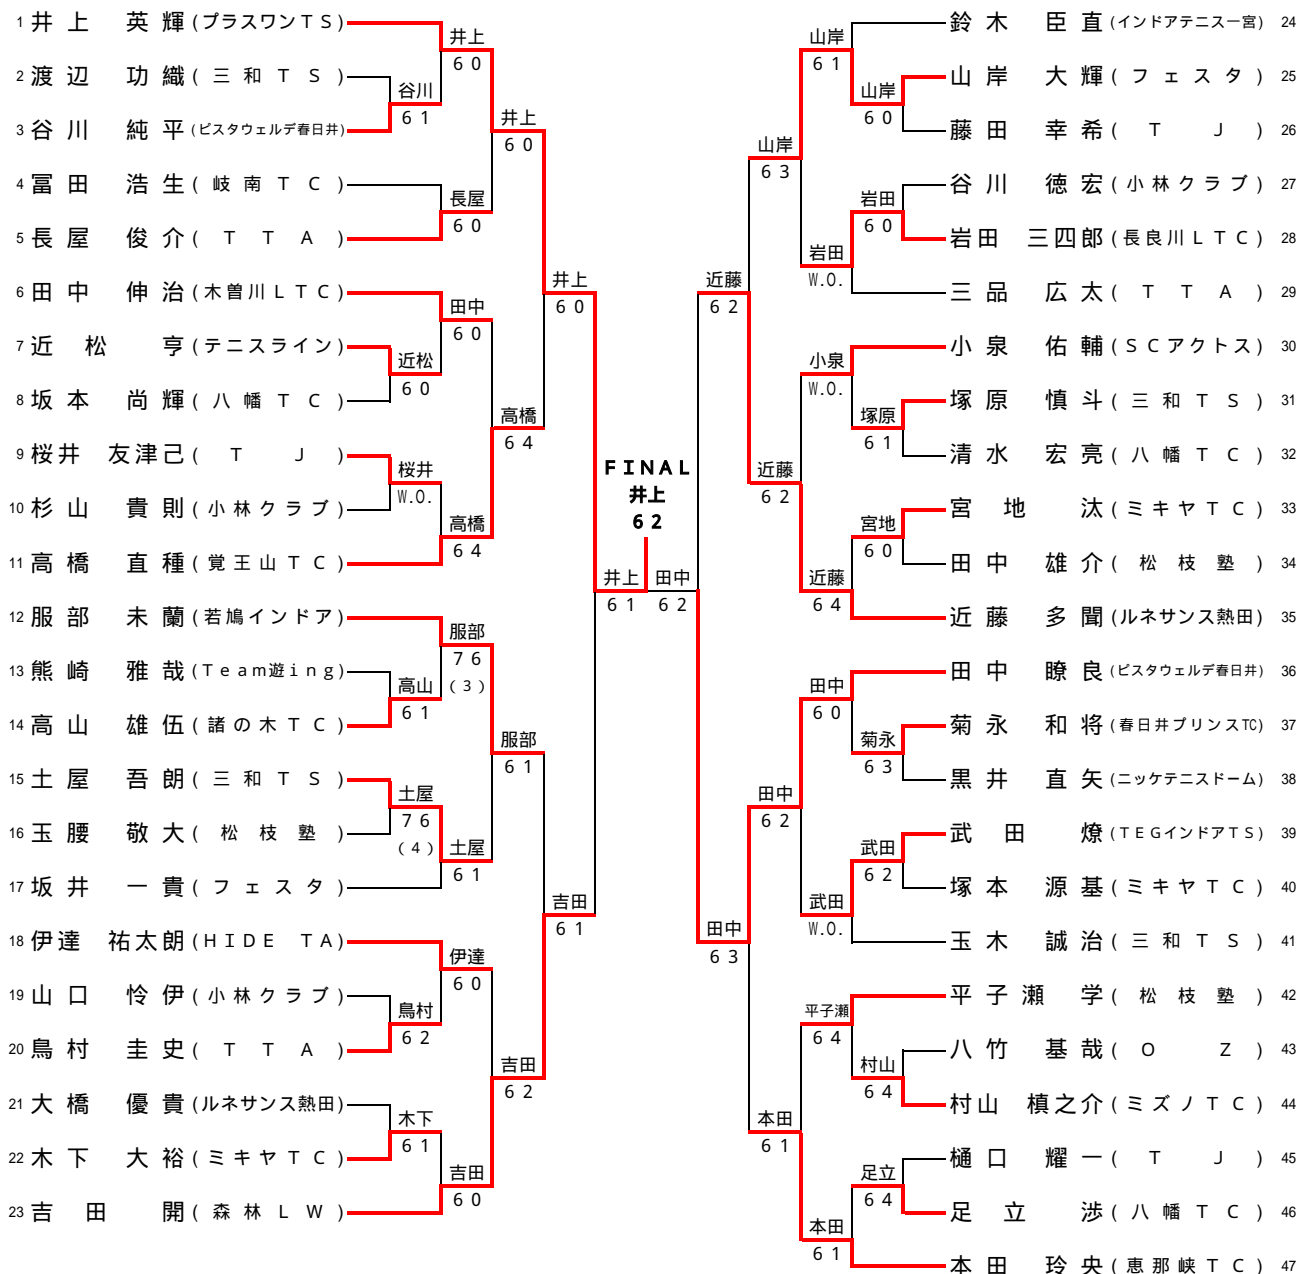 1 井上 英輝 (プラスワンTS)
2 渡辺 功織 (三和TS)
3 谷川 純平 (ビスタウェルデ春日井)
4 冨田 浩生 (岐南TC)
5 長屋 俊介 (TTA)
6 田中 伸治 (木曽川LTC)
7 近松 亨 (テニスライン)
8 坂本 尚輝 (八幡TC)
9 桜井 友津己 (TJ)
10 杉山 貴則 (小林クラブ)
11 高橋 直種 (覚王山TC)
12 服部 未蘭 (若鳩インドア)
13 熊崎 雅哉 (Team遊ing)
14 高山 雄伍 (諸の木TC)
15 土屋 吾朗 (三和TS)
16 玉腰 敬大 (松枝塾)
17 坂井 一貴 (フェスタ)
18 伊達 祐太朗 (HIDE TA)
19 山口 怜伊 (小林クラブ)
20 鳥村 圭史 (TTA)
21 大橋 優貴 (ルネサンス熱田)
22 木下 大裕 (ミキヤTC)
23 吉田 開 (森林LW)
谷川
61
近松
60
桜井
W.O.
高山
61
土屋
76
(4)
鳥村
62
木下
61
井上
60
長屋
60
田中
60
高橋
64
服部
76
(3)
土屋
61
伊達
60
吉田
60
井上
60
高橋
64
服部
61
吉田
62
井上
60
吉田
61
井上
61
FINAL
井上
62
田中
62
近藤
62
田中
63
山岸
63
近藤
62
田中
62
本田
61
山岸
61
岩田
W.O.
小泉
W.O.
近藤
64
田中
60
武田
W.O.
平子瀬
64
本田
61
山岸
60
岩田
60
塚原
61
宮地
60
菊永
63
武田
62
村山
64
足立
64
鈴木 臣直 (インドアテニス一宮) 24
山岸 大輝 (フェスタ) 25
藤田 幸希 (TJ) 26
谷川 徳宏 (小林クラブ) 27
岩田 三四郎 (長良川LTC) 28
三品 広太 (TTA) 29
小泉 佑輔 (SCアクトス) 30
塚原 慎斗 (三和TS) 31
清水 宏亮 (八幡TC) 32
宮地 汰 (ミキヤTC) 33
田中 雄介 (松枝塾) 34
近藤 多聞 (ルネサンス熱田) 35
田中 瞭良 (ビスタウェルデ春日井) 36
菊永 和将 (春日井プリンスTC) 37
黒井 直矢 (ニッケテニスドーム) 38
武田 燎 (TEGインドアTS) 39
塚本 源基 (ミキヤTC) 40
玉木 誠治 (三和TS) 41
平子瀬 学 (松枝塾) 42
八竹 基哉 (OZ) 43
村山 槙之介 (ミズノTC) 44
樋口 耀一 (TJ) 45
足立 渉 (八幡TC) 46
本田 玲央 (恵那峡TC) 47